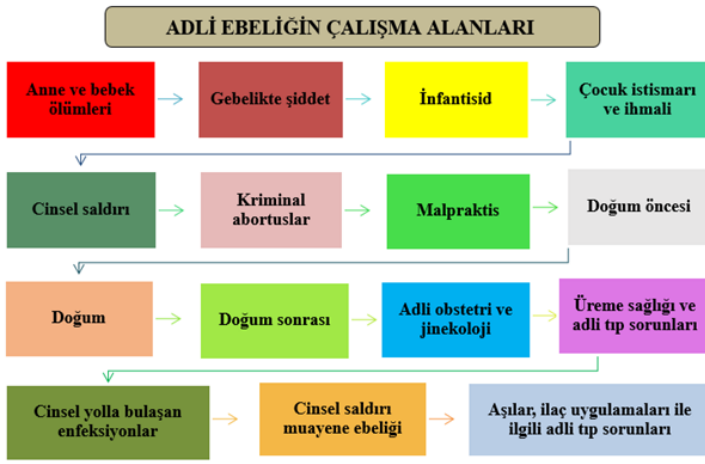 ADLİ EBELİĞİN ÇALIŞMA ALANLARI
Anne ve bebek
ölümleri
Gebelikte şiddet
İnfantisid
Çocuk istismarı
ve ihmali
Cinsel saldırı
Kriminal
abortuslar
Malpraktis
Doğum öncesi
Doğum
Doğum sonrası
Adli obstetri ve
jinekoloji
Üreme sağlığı ve
adli tıp sorunları
Cinsel yolla bulaşan
enfeksiyonlar
Cinsel saldırı
muayene ebeliği
Aşılar, ilaç uygulamaları ile
ilgili adli tıp sorunları